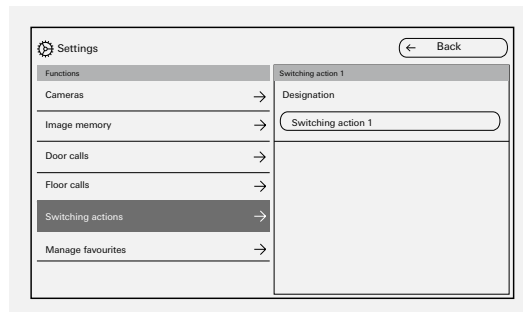 Settings
Back
Functions
Switching action 1
Cameras
Designation
Image memory
Switching action 1
Door calls
Floor calls
Switching actions
Manage favourites